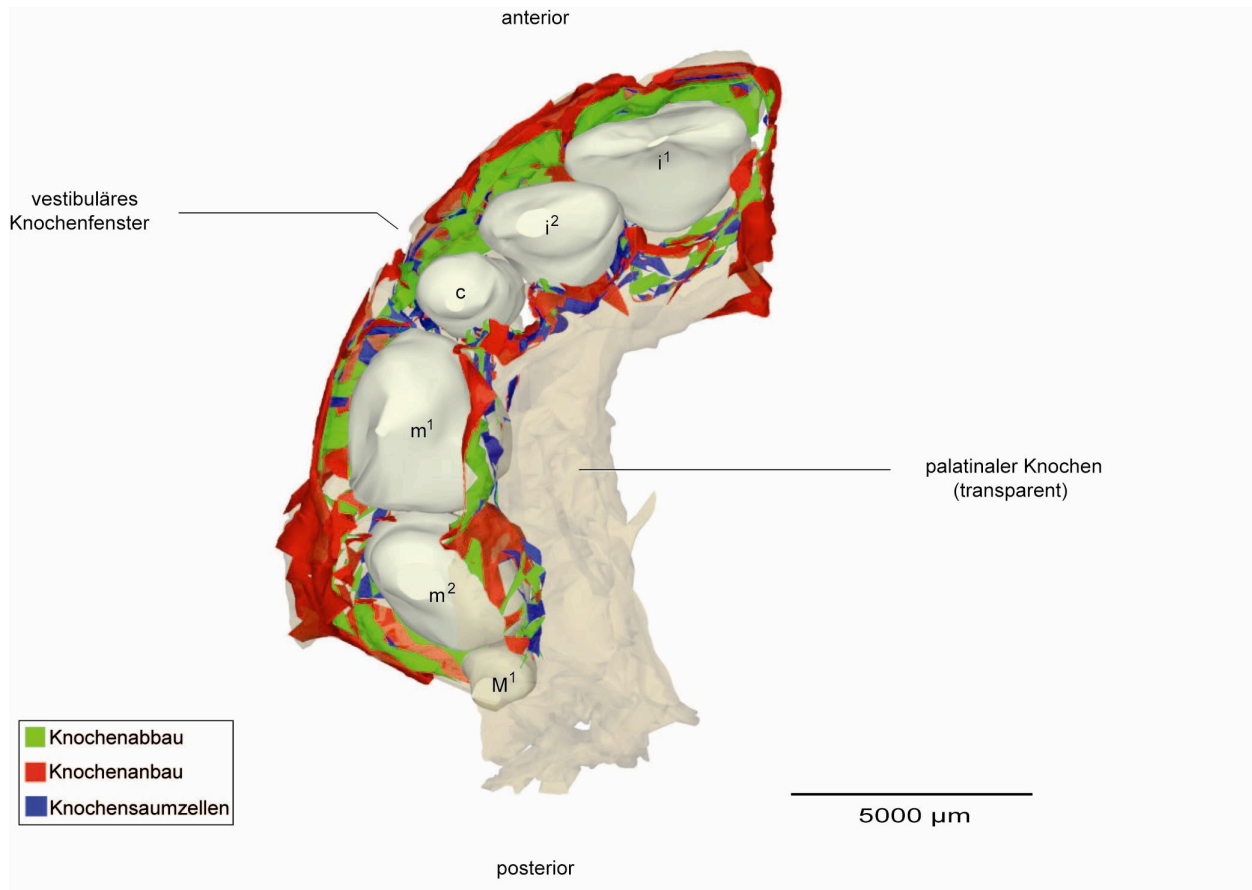 anterior
i¹
vestibuläres
Knochenfenster
i²
c
m¹
palatinaler Knochen
(transparent)
m²
M¹
Knochenabbau
Knochenanbau
Knochensaumzellen
5000 µm
posterior